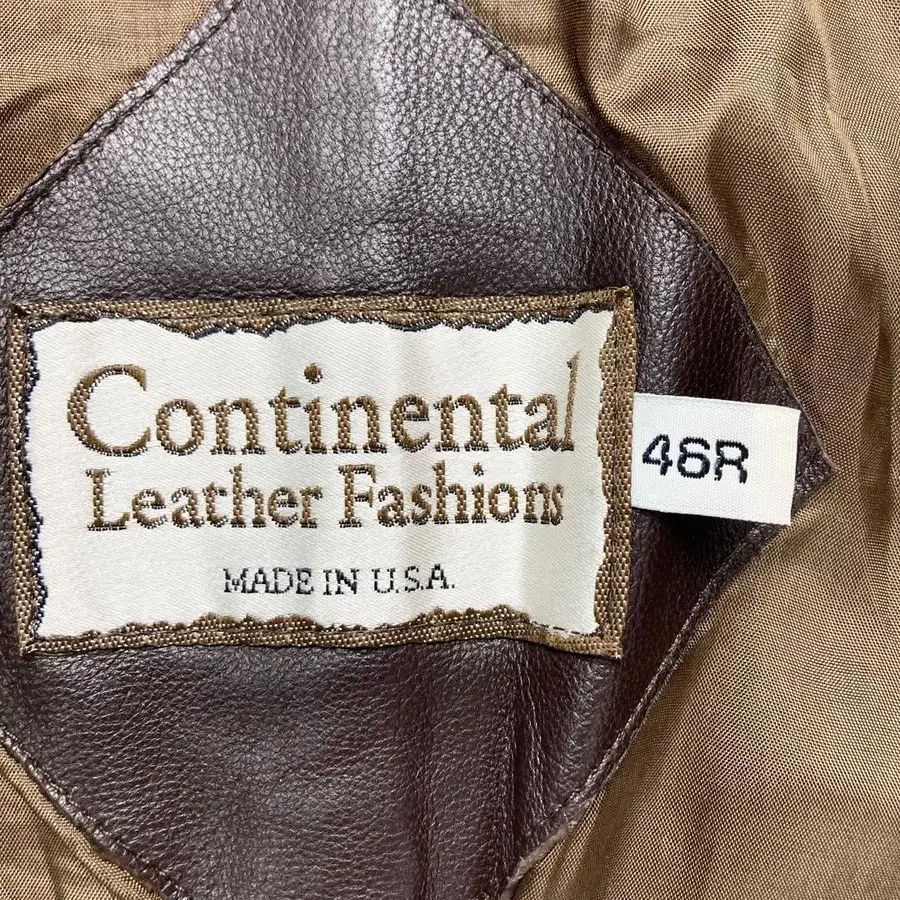 Continental
Leather Fashions
46R
MADE IN U.S.A.